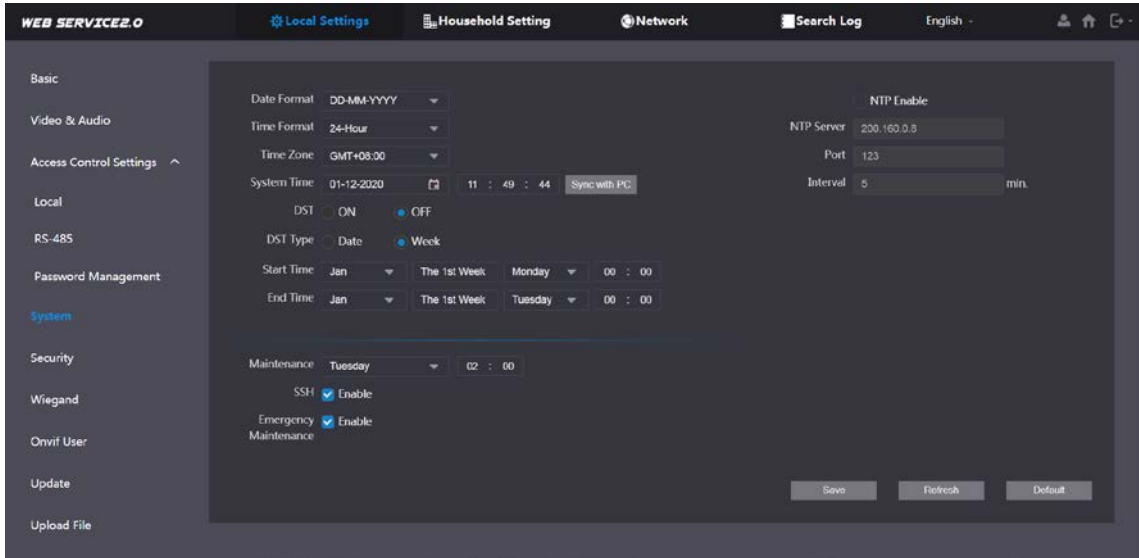 WEB SERVICE2.0 Local Settings Household Setting Network Search Log English
Basic
Video & Audio
Access Control Settings
Local
RS-485
Password Management
System
Security
Wiegand
Onvif User
Update
Upload File
Date Format DD-MM-YYYY
Time Format 24-Hour
Time Zone GMT+08:00
System Time 01-12-2020 11 : 49 : 44 Sync with PC
DST ON OFF
DST Type Date Week
Start Time Jan The 1st Week Monday 00 : 00
End Time Jan The 1st Week Tuesday 00 : 00
Maintenance Tuesday 02 : 00
SSH Enable
Emergency Enable
Maintenance
NTP Enable
NTP Server 200.160.0.8
Port 123
Interval 5 min.
Save Refresh Default